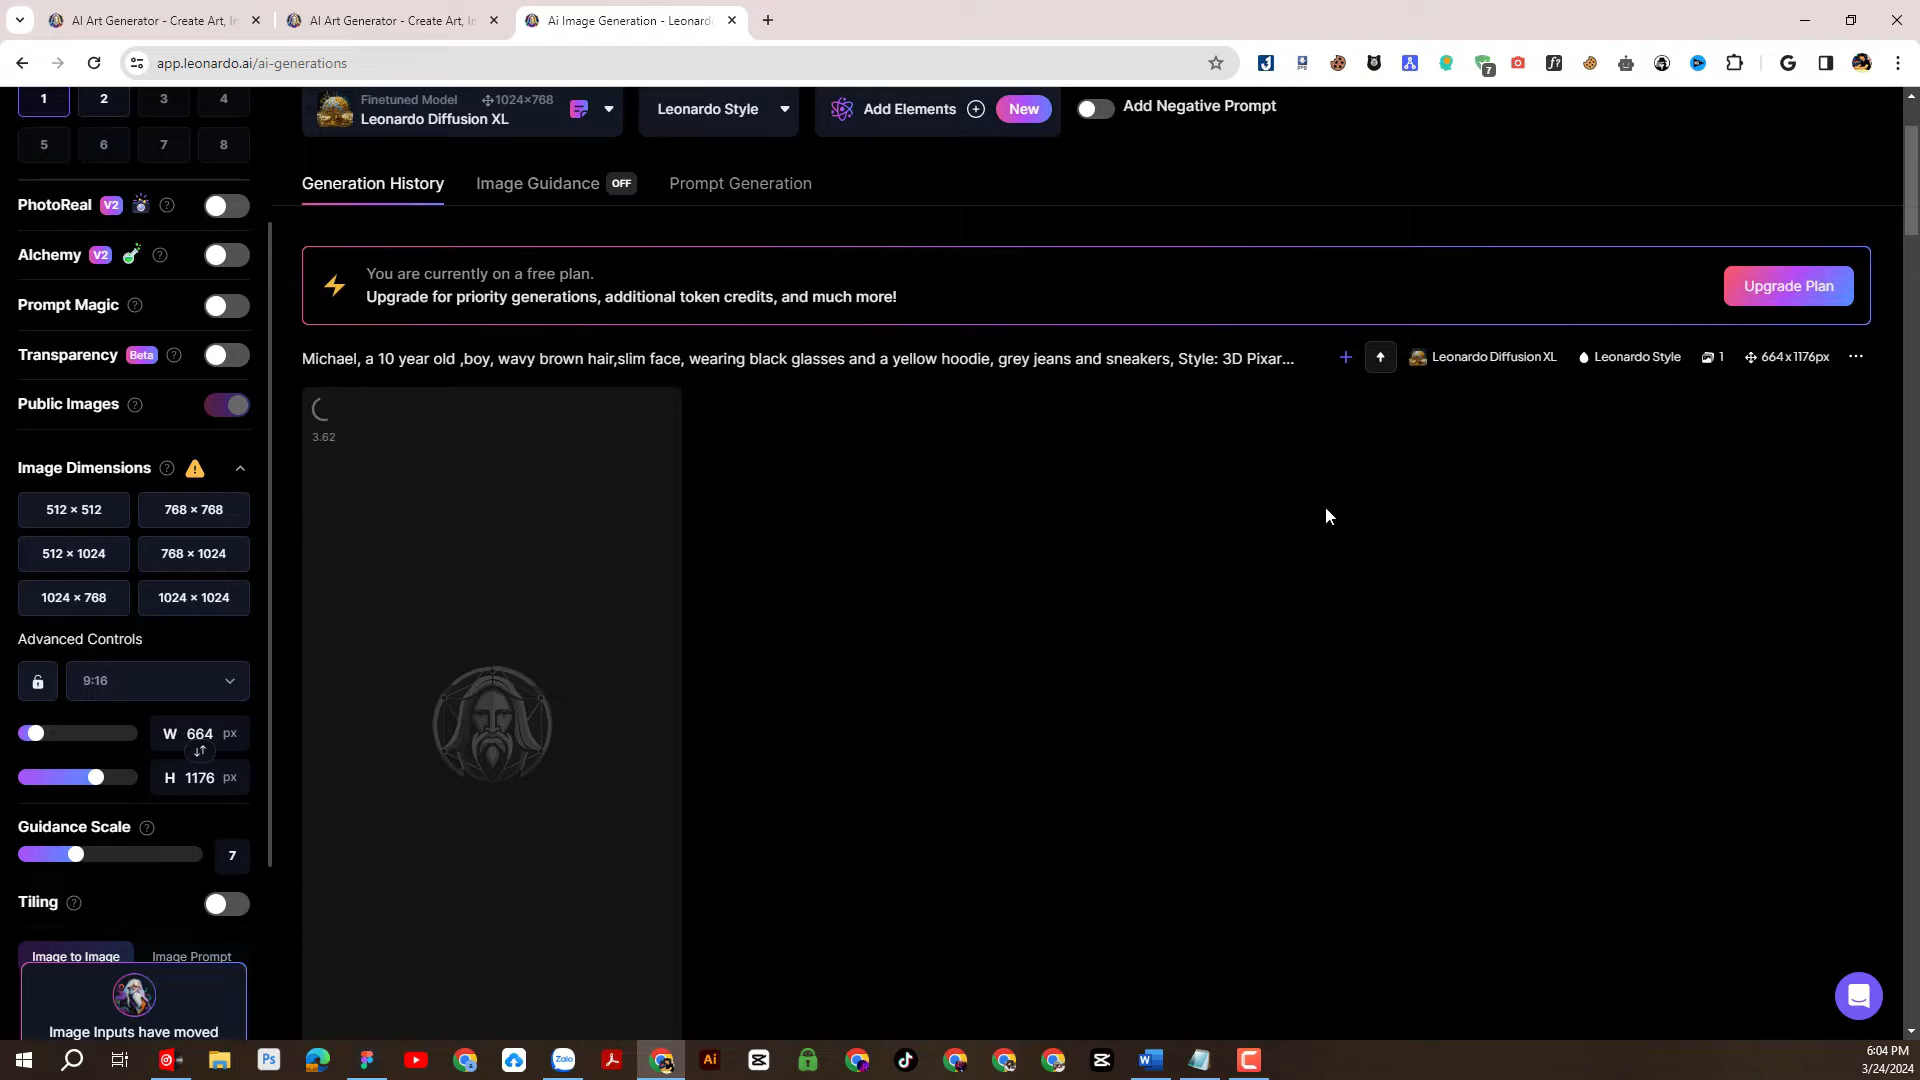 AI Art Generator - Create Art, I
AI Art Generator - Create Art, I
Ai Image Generation - Leonard
app.leonardo.ai/ai-generations
7
1
2
3
4
5
6
7
8
PhotoReal V2
Alchemy V2
Prompt Magic
Transparency Beta
Public Images
Image Dimensions
512 × 512
768 × 768
512 × 1024
768 × 1024
1024 × 768
1024 × 1024
Advanced Controls
9:16
W 664 px
H 1176 px
Guidance Scale
7
Tiling
Image to Image
Image Prompt
Image Inputs have moved
Finetuned Model
1024×768
Leonardo Diffusion XL
Leonardo Style
Add Elements
New
Add Negative Prompt
Generation History
Image Guidance OFF
Prompt Generation
You are currently on a free plan.
Upgrade for priority generations, additional token credits, and much more!
Upgrade Plan
Michael, a 10 year old ,boy, wavy brown hair,slim face, wearing black glasses and a yellow hoodie, grey jeans and sneakers, Style: 3D Pixar...
Leonardo Diffusion XL
Leonardo Style
1
664x1176px
3.62
Ps
Zalo
Ai
6:04 PM
3/24/2024